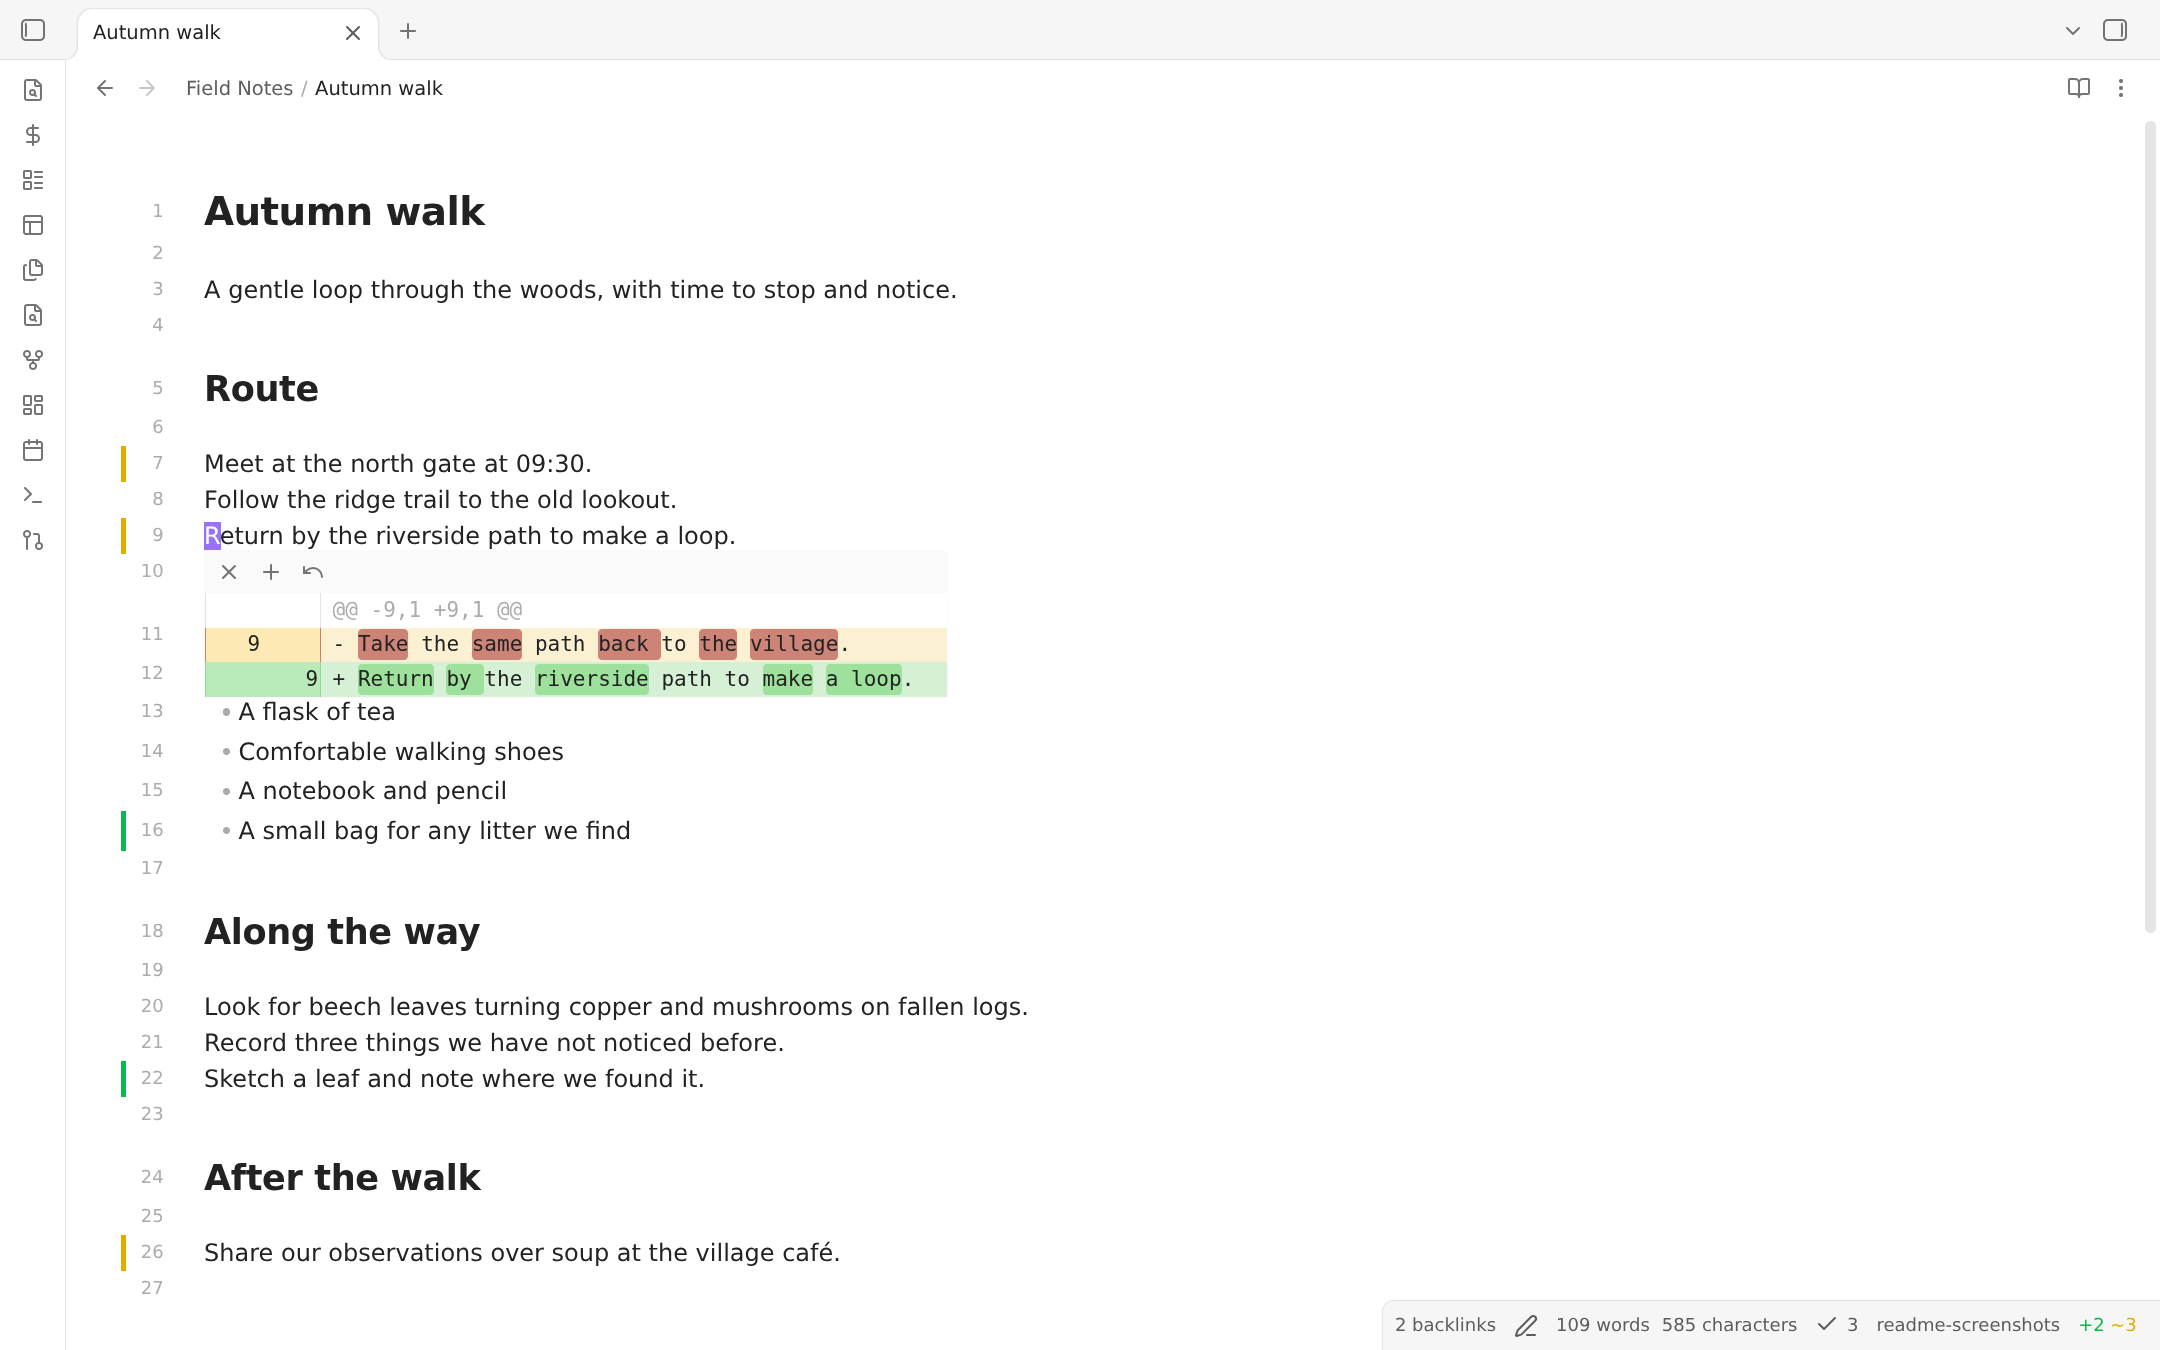 Autumn walk
Field Notes / Autumn walk
1 Autumn walk
2
3 A gentle loop through the woods, with time to stop and notice.
4
5 Route
6
7 Meet at the north gate at 09:30.
8 Follow the ridge trail to the old lookout.
9 Return by the riverside path to make a loop.
10
@@ -9,1 +9,1 @@
11
9 - Take the same path back to the village.
12
9 + Return by the riverside path to make a loop.
13 • A flask of tea
14 • Comfortable walking shoes
15 • A notebook and pencil
16 • A small bag for any litter we find
17
18 Along the way
19
20 Look for beech leaves turning copper and mushrooms on fallen logs.
21 Record three things we have not noticed before.
22 Sketch a leaf and note where we found it.
23
24 After the walk
25
26 Share our observations over soup at the village café.
27
2 backlinks 109 words 585 characters 3 readme-screenshots +2 ~3